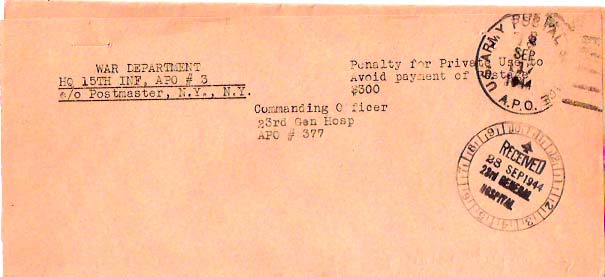 WAR DEPARTMENT
HQ 15TH INF, APO # 3
c/o Postmaster, N.Y., N.Y.
Penalty for Private Use to
Avoid payment of Postage
$300
Commanding Officer
23rd Gen Hosp
APO # 377
U.S. ARMY POSTAL
SEP
1944
A.P.O.
RECEIVED
28 SEP 1944
23rd GENERAL
HOSPITAL